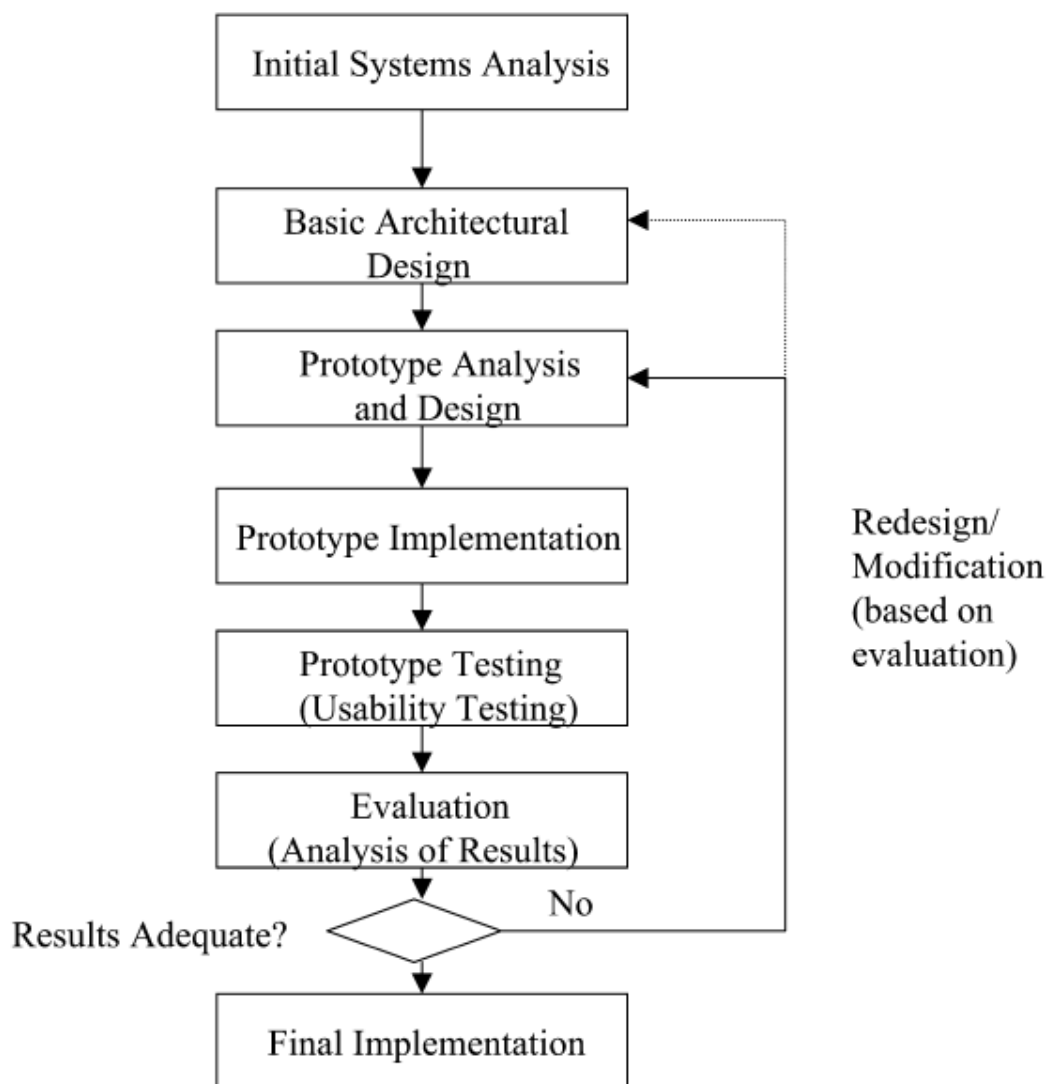 Initial Systems Analysis
Basic Architectural
Design
Prototype Analysis
and Design
Prototype Implementation
Redesign/
Modification
(based on
evaluation)
Prototype Testing
(Usability Testing)
Evaluation
(Analysis of Results)
No
Results Adequate?
Final Implementation